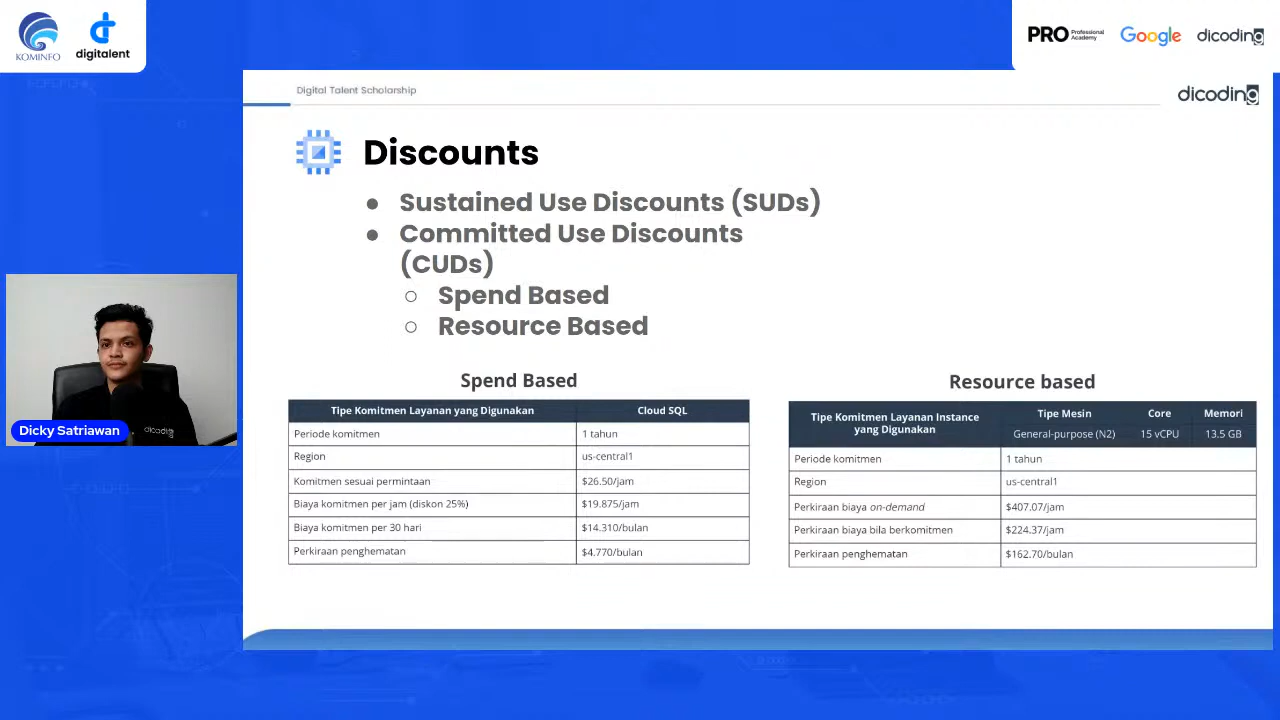 KOMINFO
digitalent
PRO Professional Academy
Google
dicoding
Digital Talent Scholarship
dicoding
Discounts
● Sustained Use Discounts (SUDs)
● Committed Use Discounts
(CUDs)
○ Spend Based
○ Resource Based
Spend Based
Tipe Komitmen Layanan yang Digunakan Cloud SQL
Periode komitmen 1 tahun
Region us-central1
Komitmen sesuai permintaan $26.50/jam
Biaya komitmen per jam (diskon 25%) $19.875/jam
Biaya komitmen per 30 hari $14.310/bulan
Perkiraan penghematan $4.770/bulan
Resource based
Tipe Komitmen Layanan Instance
yang Digunakan
Tipe Mesin Core Memori
General-purpose (N2) 15 vCPU 13.5 GB
Periode komitmen 1 tahun
Region us-central1
Perkiraan biaya on-demand $407.07/jam
Perkiraan biaya bila berkomitmen $224.37/jam
Perkiraan penghematan $162.70/bulan
dicoding
Dicky Satriawan